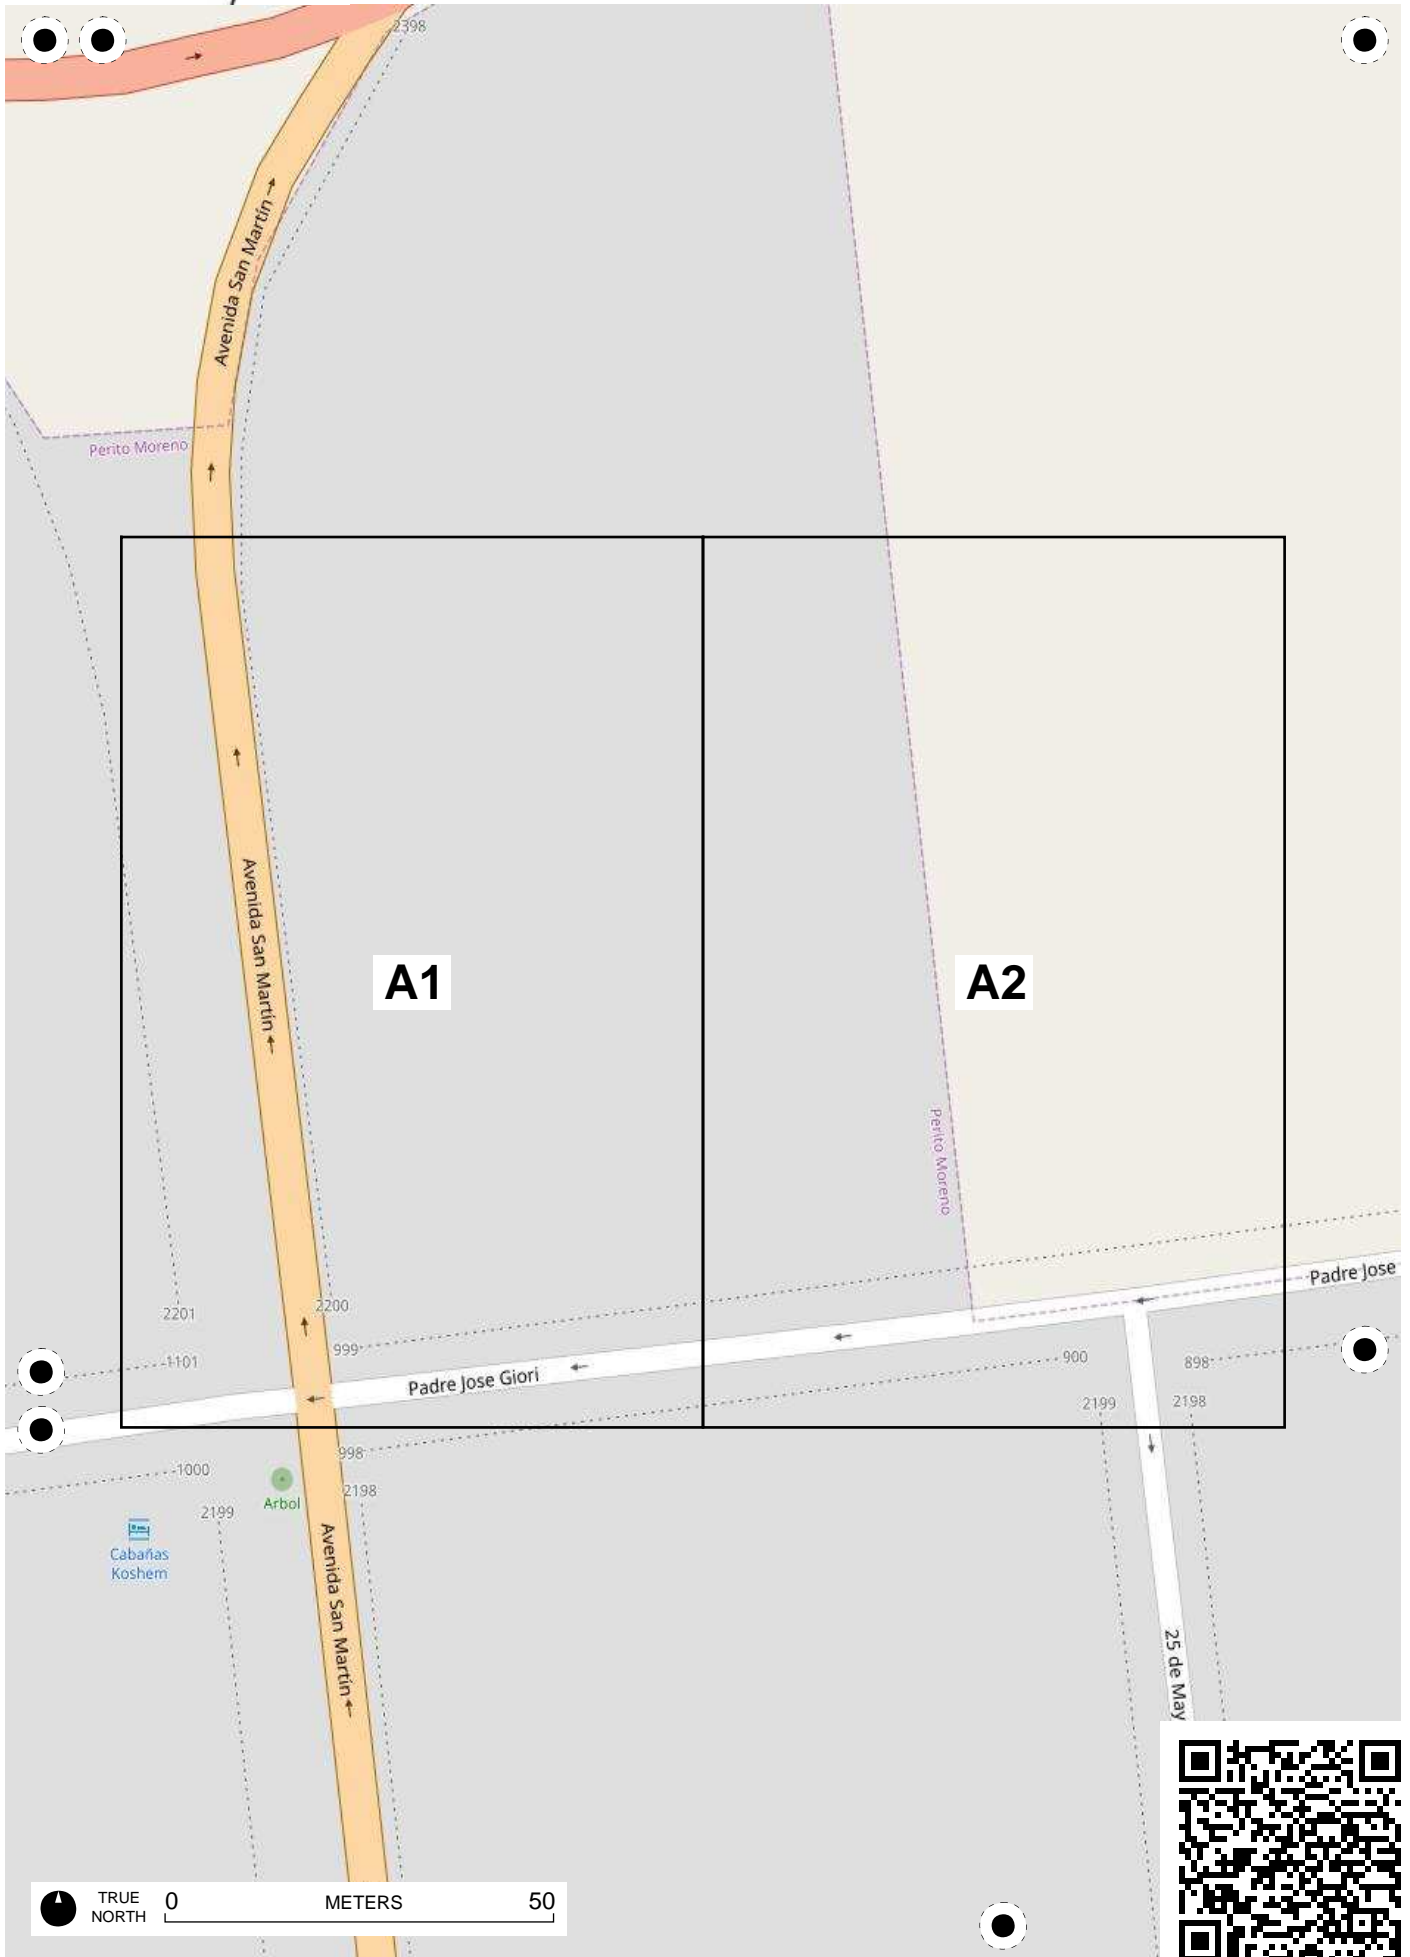 2398
Avenida San Martín
Perito Moreno
Avenida San Martín
A1
A2
Perito Moreno
Padre Jose
2201
2200
1101
999
Padre Jose Giori
900
898
2199
2198
998
1000
2198
2199
Arbol
Cabañas
Koshem
Avenida San Martín
25 de May
TRUE
NORTH
0
METERS
50